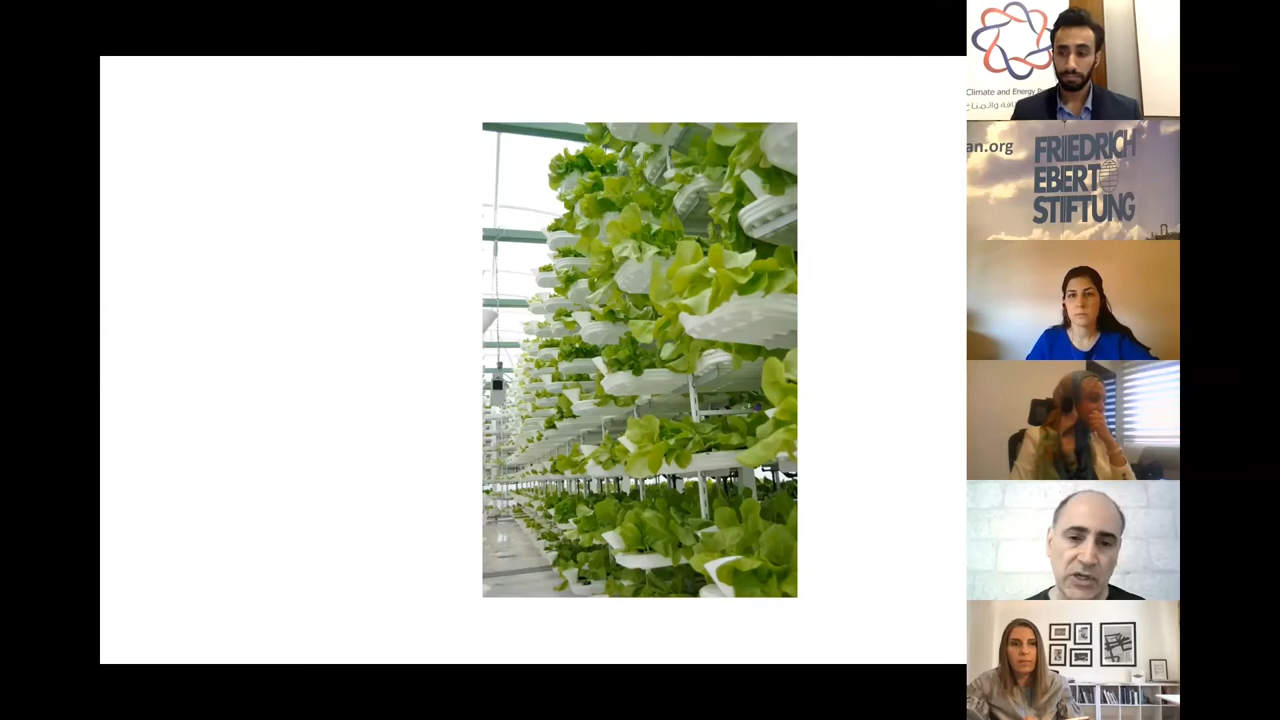 Climate and Energy
an.org
FRIEDRICH
EBERT
STIFTUNG